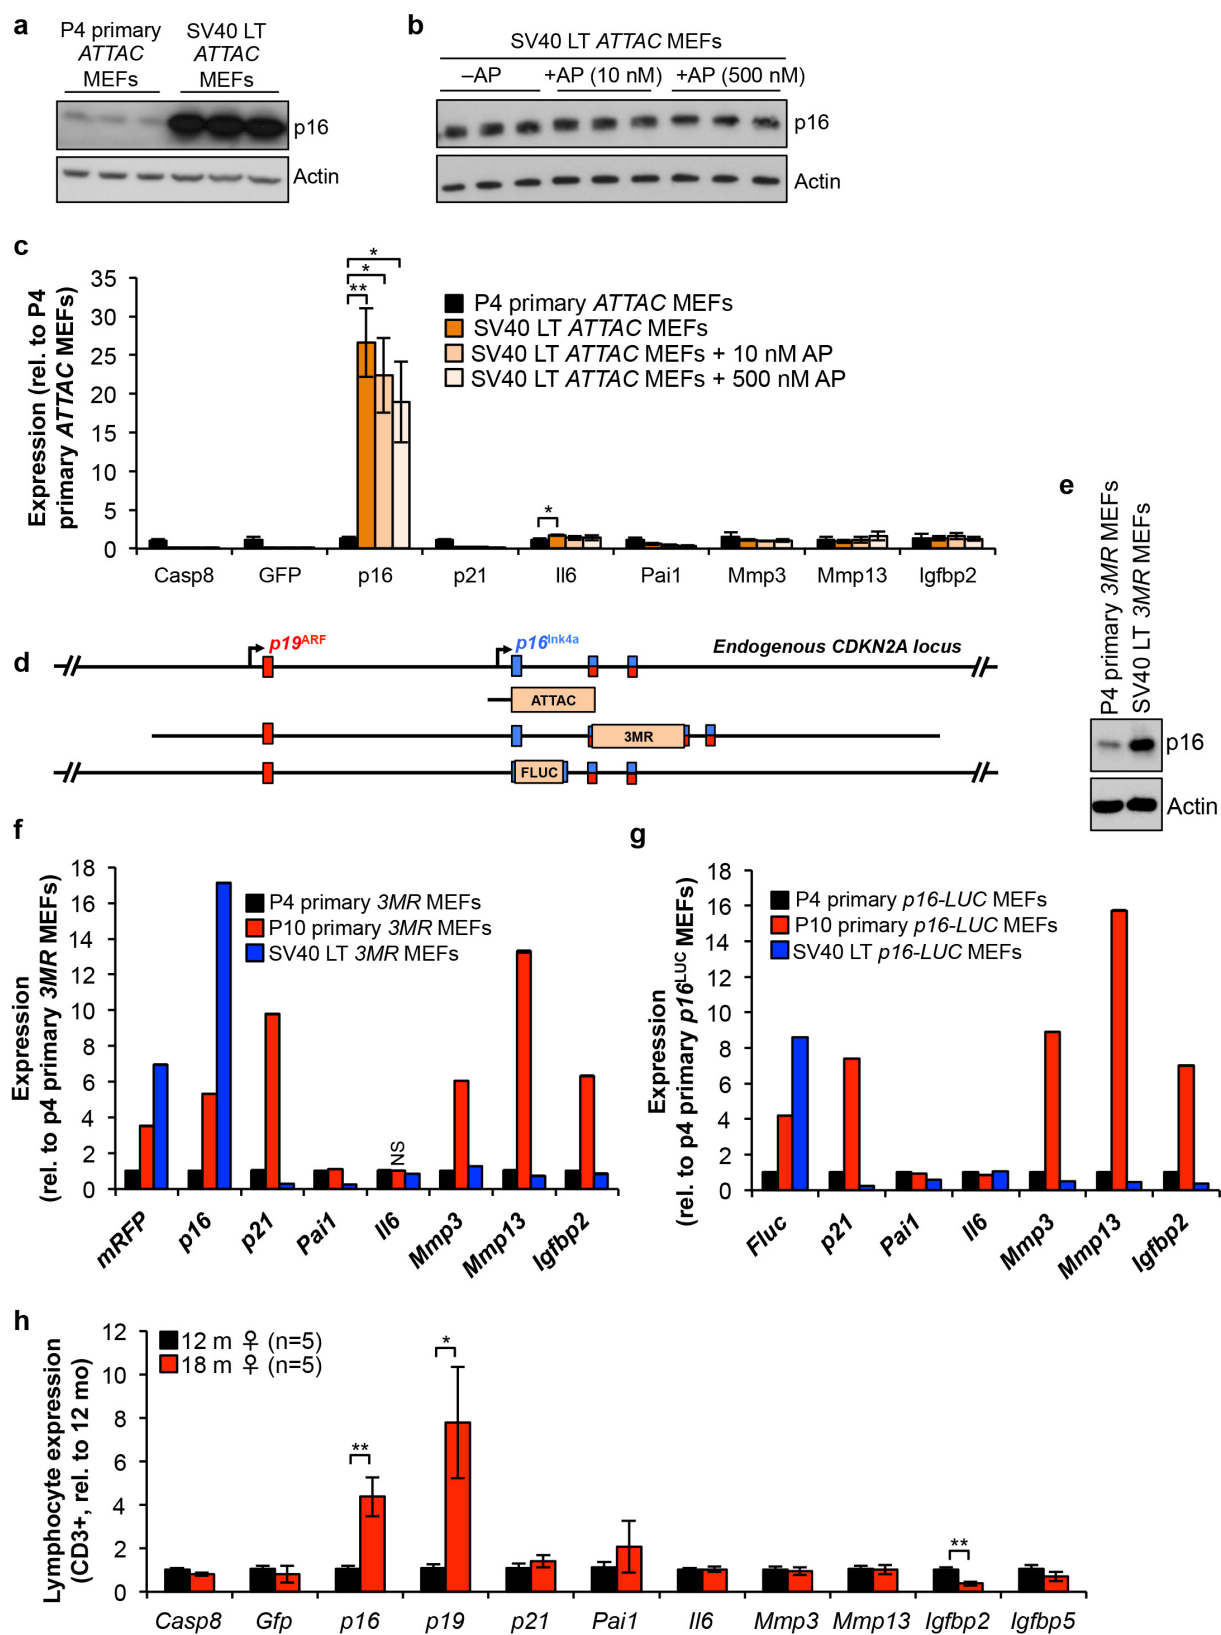 a
P4 primary
ATTAC
MEFs
SV40 LT
ATTAC
MEFs
p16
Actin
b
SV40 LT ATTAC MEFs
–AP
+AP (10 nM)
+AP (500 nM)
p16
Actin
c
Expression (rel. to P4
primary ATTAC MEFs)
35
30
25
20
15
10
5
0
**
*
*
*
P4 primary ATTAC MEFs
SV40 LT ATTAC MEFs
SV40 LT ATTAC MEFs + 10 nM AP
SV40 LT ATTAC MEFs + 500 nM AP
Casp8 GFP p16 p21 Il6 Pai1 Mmp3 Mmp13 Igfbp2
d
p19ARF
p16Ink4a
Endogenous CDKN2A locus
ATTAC
3MR
FLUC
e
P4 primary 3MR MEFs
SV40 LT 3MR MEFs
p16
Actin
f
Expression
(rel. to p4 primary 3MR MEFs)
18
16
14
12
10
8
6
4
2
0
P4 primary 3MR MEFs
P10 primary 3MR MEFs
SV40 LT 3MR MEFs
NS
mRFP p16 p21 Pai1 Il6 Mmp3 Mmp13 Igfbp2
g
Expression
(rel. to p4 primary p16LUC MEFs)
18
16
14
12
10
8
6
4
2
0
P4 primary p16-LUC MEFs
P10 primary p16-LUC MEFs
SV40 LT p16-LUC MEFs
Fluc p21 Pai1 Il6 Mmp3 Mmp13 Igfbp2
h
Lymphocyte expression
(CD3+, rel. to 12 mo)
12
10
8
6
4
2
0
12 m ♀ (n=5)
18 m ♀ (n=5)
**
*
**
Casp8 Gfp p16 p19 p21 Pai1 Il6 Mmp3 Mmp13 Igfbp2 Igfbp5